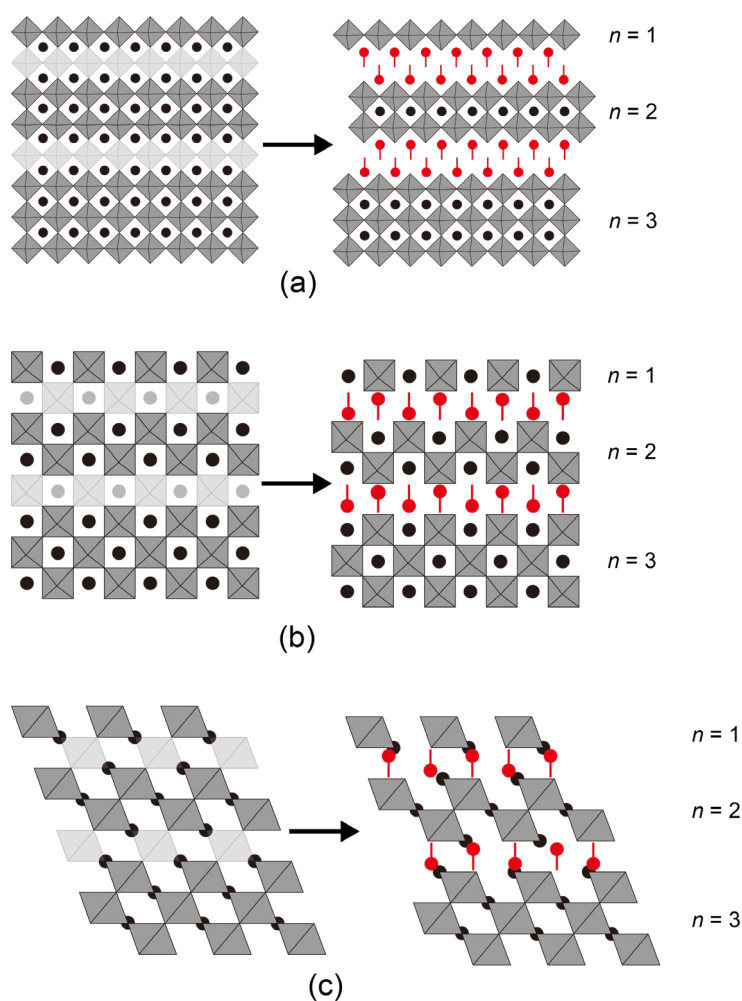 n = 1
n = 2
n = 3
(a)
n = 1
n = 2
n = 3
(b)
n = 1
n = 2
n = 3
(c)